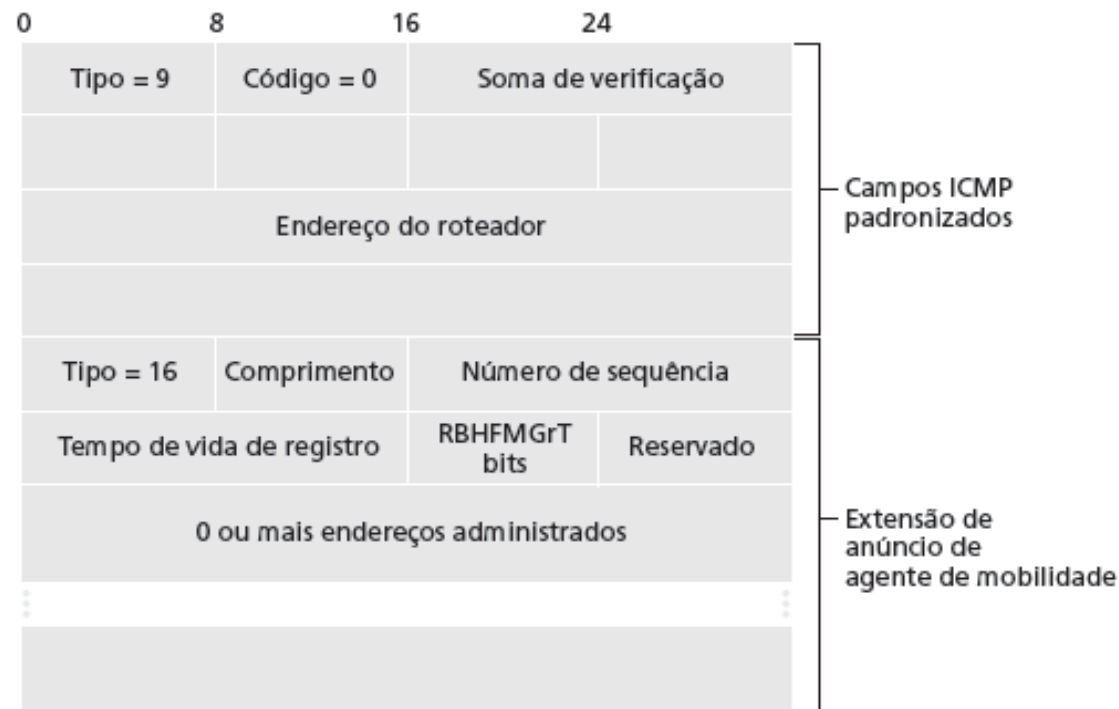 0 8 16 24
Tipo = 9 Código = 0 Soma de verificação
Campos ICMP
padronizados
Endereço do roteador
Tipo = 16 Comprimento Número de sequência
Tempo de vida de registro RBHFMGrT
bits Reservado
0 ou mais endereços administrados
Extensão de
anúncio de
agente de mobilidade